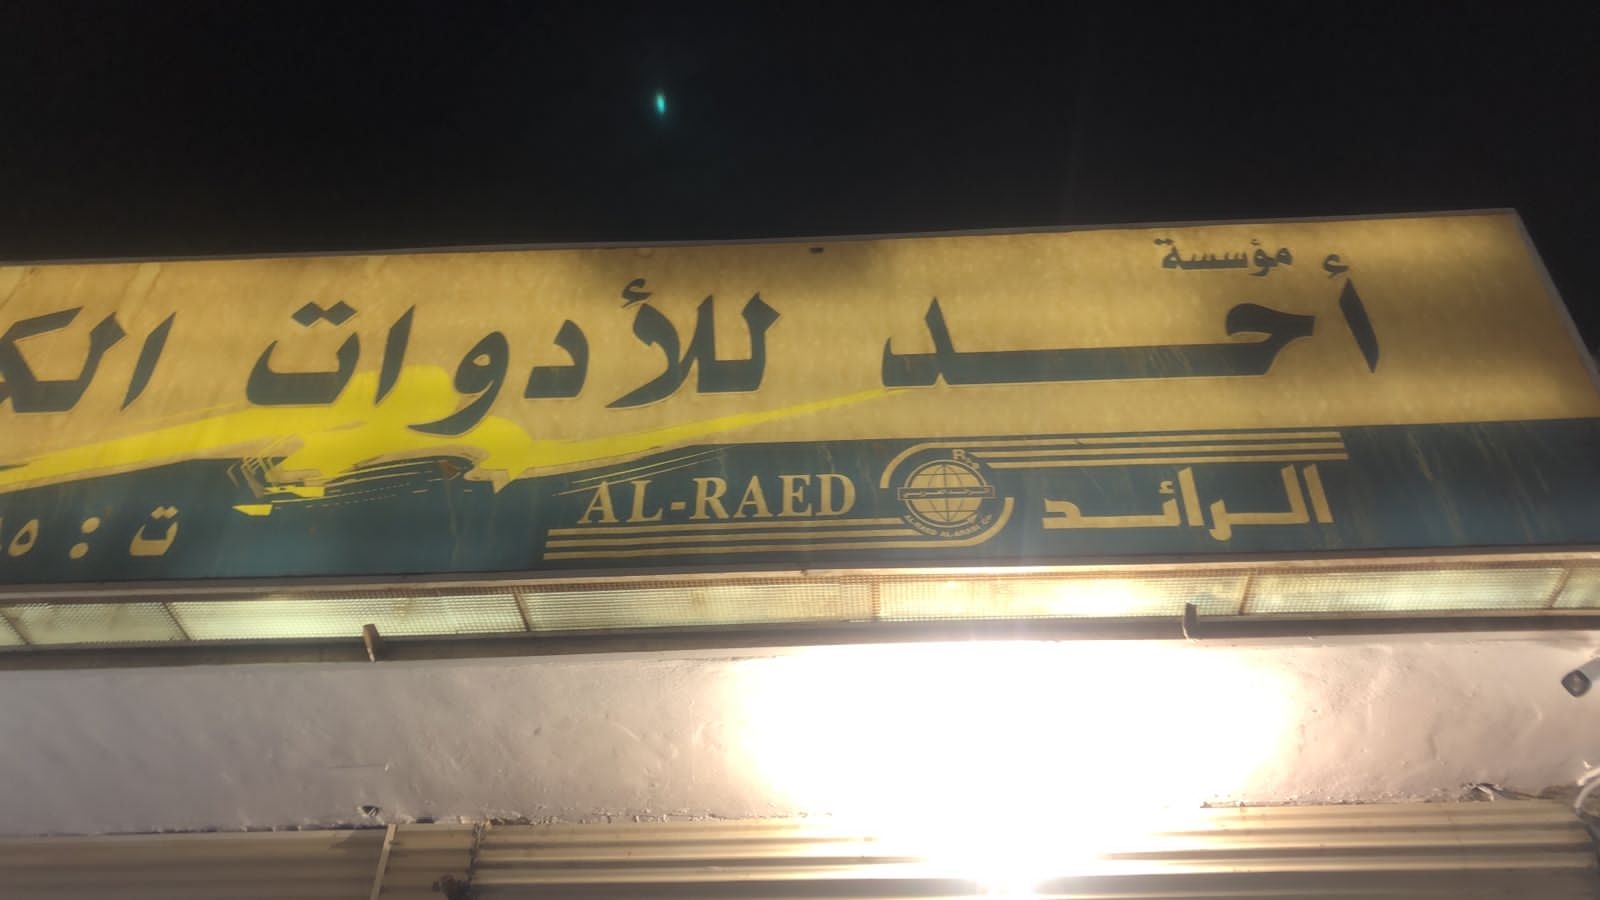 مؤسسة
أحد للأدوات
الرائد AL-RAED
ت :